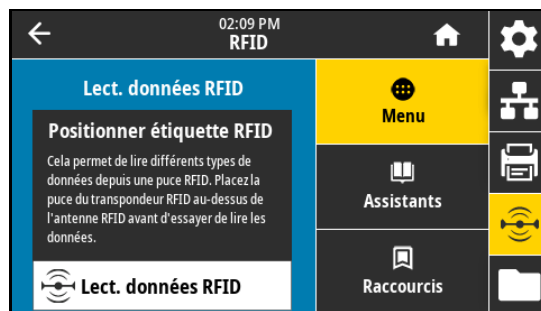 02:09 PM
RFID
Lect. données RFID
Positionner étiquette RFID
Cela permet de lire différents types de
données depuis une puce RFID. Placez la
puce du transpondeur RFID au-dessus de
l'antenne RFID avant d'essayer de lire les
données.
Lect. données RFID
Menu
Assistants
Raccourcis